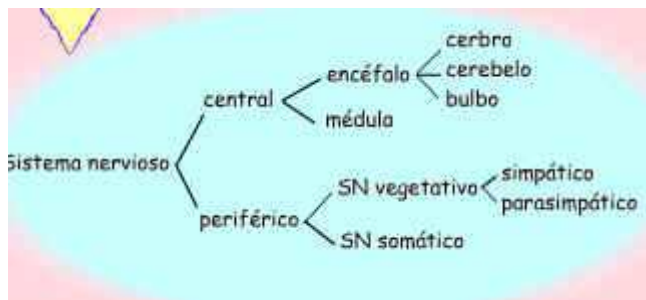 Sistema nervioso
central
encéfalo
cerbro
cerebelo
bulbo
médula
periférico
SN vegetativo
simpático
parasimpático
SN somático